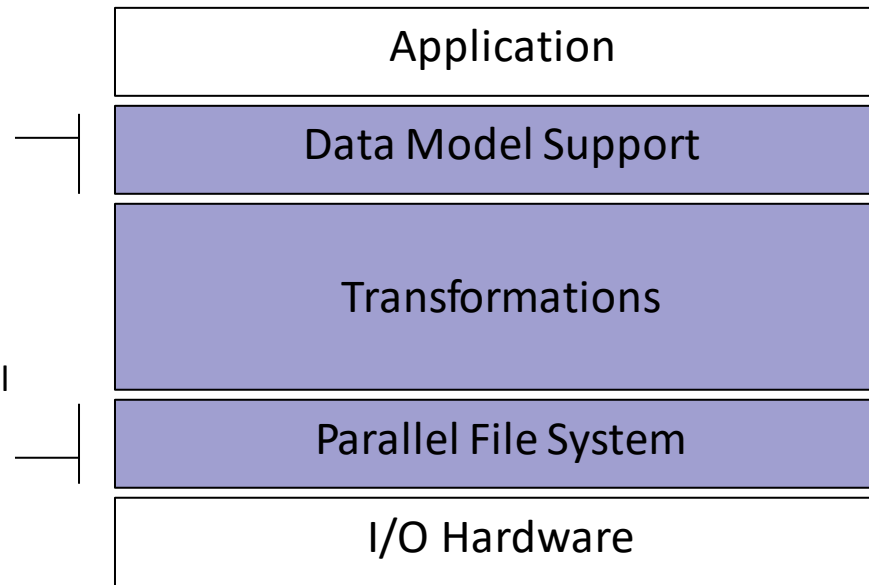 Application
Data Model Support
Transformations
Parallel File System
I/O Hardware